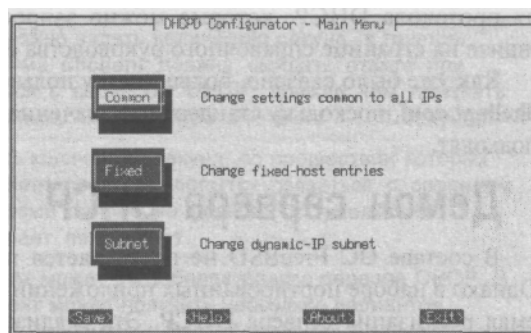 DHCPD Configurator - Main Menu
Common Change settings common to all IPs
Fixed Change fixed-host entries
Subnet Change dynamic-IP subnet
<Save> <Help> <About> <Exit>